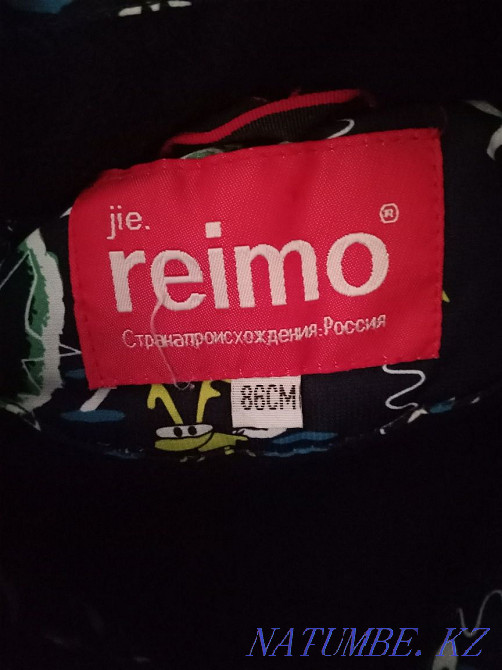 jie.
reimo®
Странапроисхождения:Россия
86CM
NATUMBE. KZ